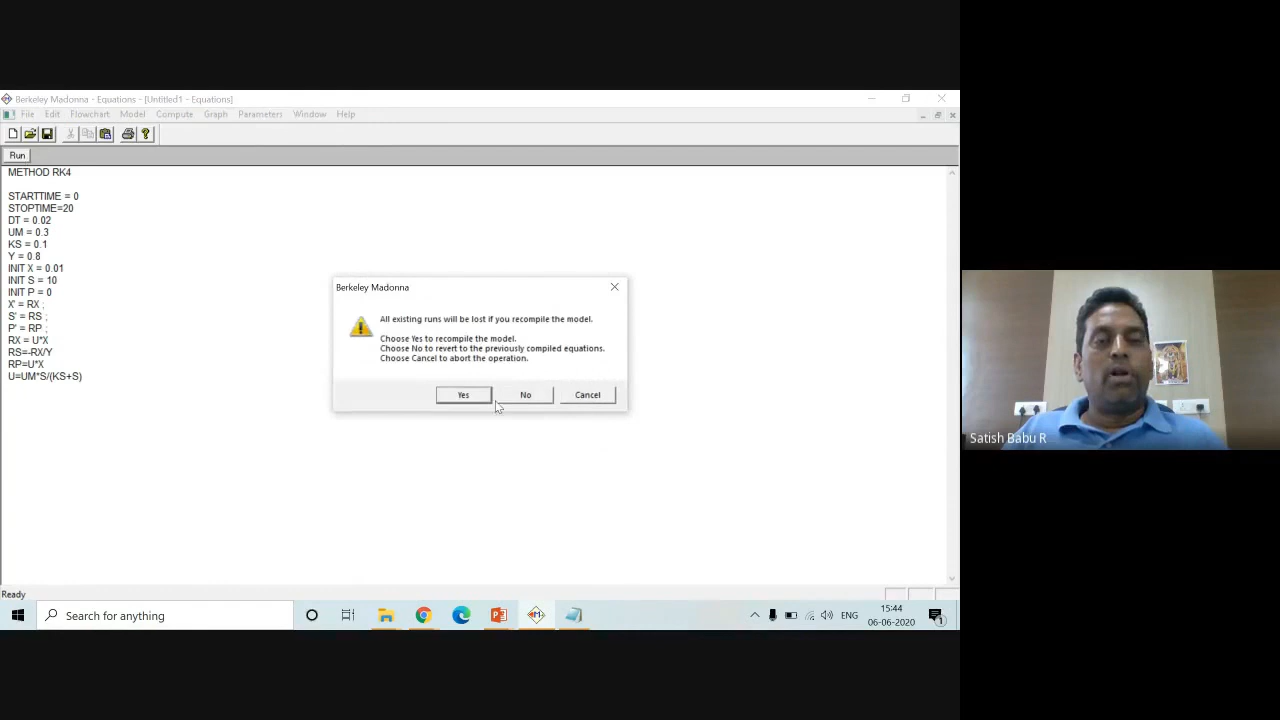 Berkeley Madonna - Equations - [Untitled1 - Equations]
File Edit Flowchart Model Compute Graph Parameters Window Help
Run
METHOD RK4
STARTTIME = 0
STOPTIME=20
DT = 0.02
UM = 0.3
KS = 0.1
Y = 0.8
INIT X = 0.01
INIT S = 10
INIT P = 0
X' = RX ;
S' = RS ;
P' = RP ;
RX = U*X
RS=-RX/Y
RP=U*X
U=UM*S/(KS+S)
Berkeley Madonna
All existing runs will be lost if you recompile the model.
Choose Yes to recompile the model.
Choose No to revert to the previously compiled equations.
Choose Cancel to abort the operation.
Yes No Cancel
Satish Babu R
Ready
Search for anything
ENG
15:44
06-06-2020